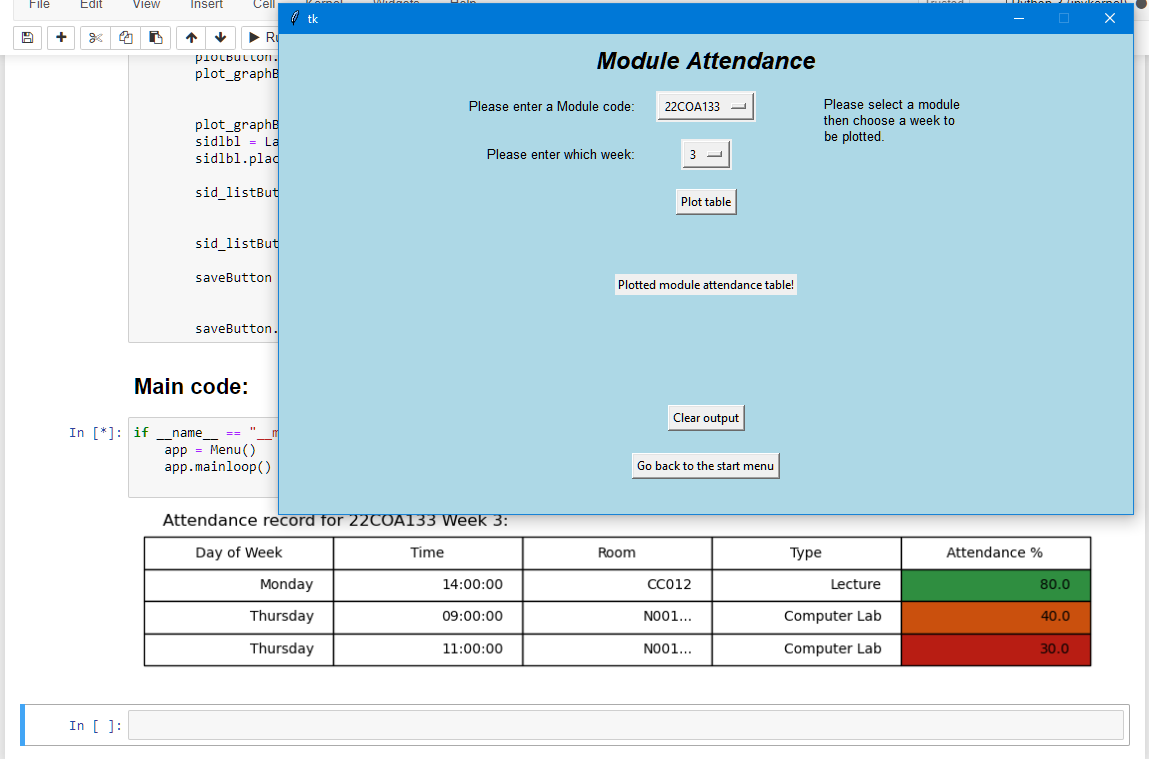 File Edit View Insert Cell Kernel Widgets Help Trusted
tk
Ru
plotButton.
plot_graphB
plot_graphB
sidlbl = La
sidlbl.plac
sid_listBut
sid_listBut
saveButton
saveButton.
Module Attendance
Please enter a Module code: 22COA133
Please select a module
then choose a week to
be plotted.
Please enter which week: 3
Plot table
Plotted module attendance table!
Clear output
Go back to the start menu
Main code:
In [*]: if __name__ == "__m
app = Menu()
app.mainloop()
Attendance record for 22COA133 Week 3:
Day of Week Time Room Type Attendance %
Monday 14:00:00 CC012 Lecture 80.0
Thursday 09:00:00 N001... Computer Lab 40.0
Thursday 11:00:00 N001... Computer Lab 30.0
In [ ]: